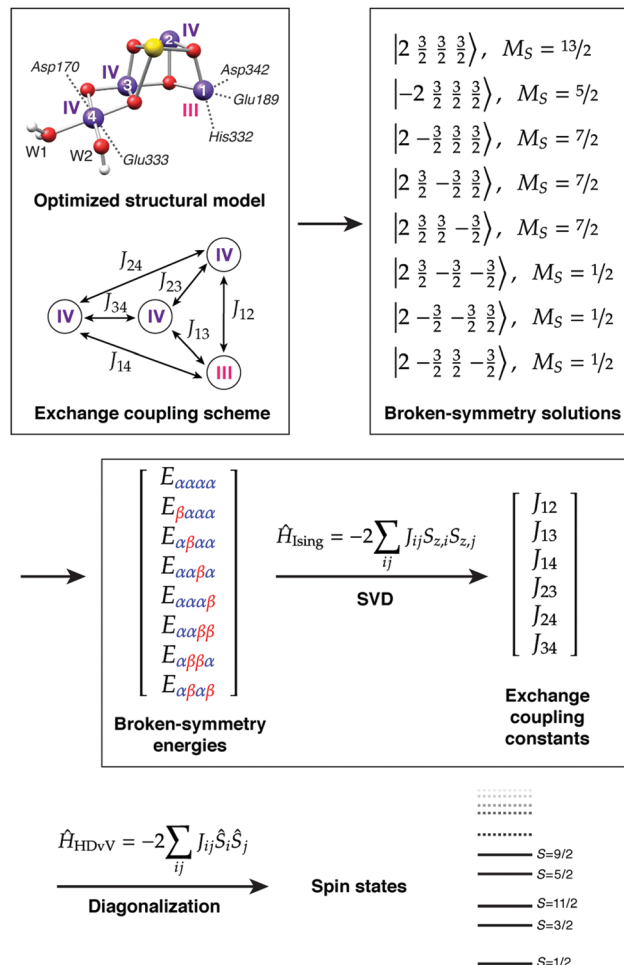 IV
2
Asp170
IV
3
1
Asp342
IV
Glu189
4
III
His332
W1
W2
Glu333
Optimized structural model
J₂₄
IV
J₂₃
J₃₄
J₁₂
IV
IV
J₁₃
J₁₄
III
Exchange coupling scheme
|2 3/2 3/2 3/2⟩, M_S = 13/2
|−2 3/2 3/2 3/2⟩, M_S = 5/2
|2 −3/2 3/2 3/2⟩, M_S = 7/2
|2 3/2 −3/2 3/2⟩, M_S = 7/2
|2 3/2 3/2 −3/2⟩, M_S = 7/2
|2 3/2 −3/2 −3/2⟩, M_S = 1/2
|2 −3/2 −3/2 3/2⟩, M_S = 1/2
|2 −3/2 3/2 −3/2⟩, M_S = 1/2
Broken-symmetry solutions
E_αααα
E_βααα
E_αβαα
E_ααβα
E_αααβ
E_ααββ
E_αββα
E_αβαβ
Broken-symmetry
energies
Ĥ_Ising = −2∑_ij J_ij S_z,i S_z,j
SVD
J₁₂
J₁₃
J₁₄
J₂₃
J₂₄
J₃₄
Exchange
coupling
constants
Ĥ_HDvV = −2∑_ij J_ij Ŝ_i Ŝ_j
Diagonalization
Spin states
S=9/2
S=5/2
S=11/2
S=3/2
S=1/2